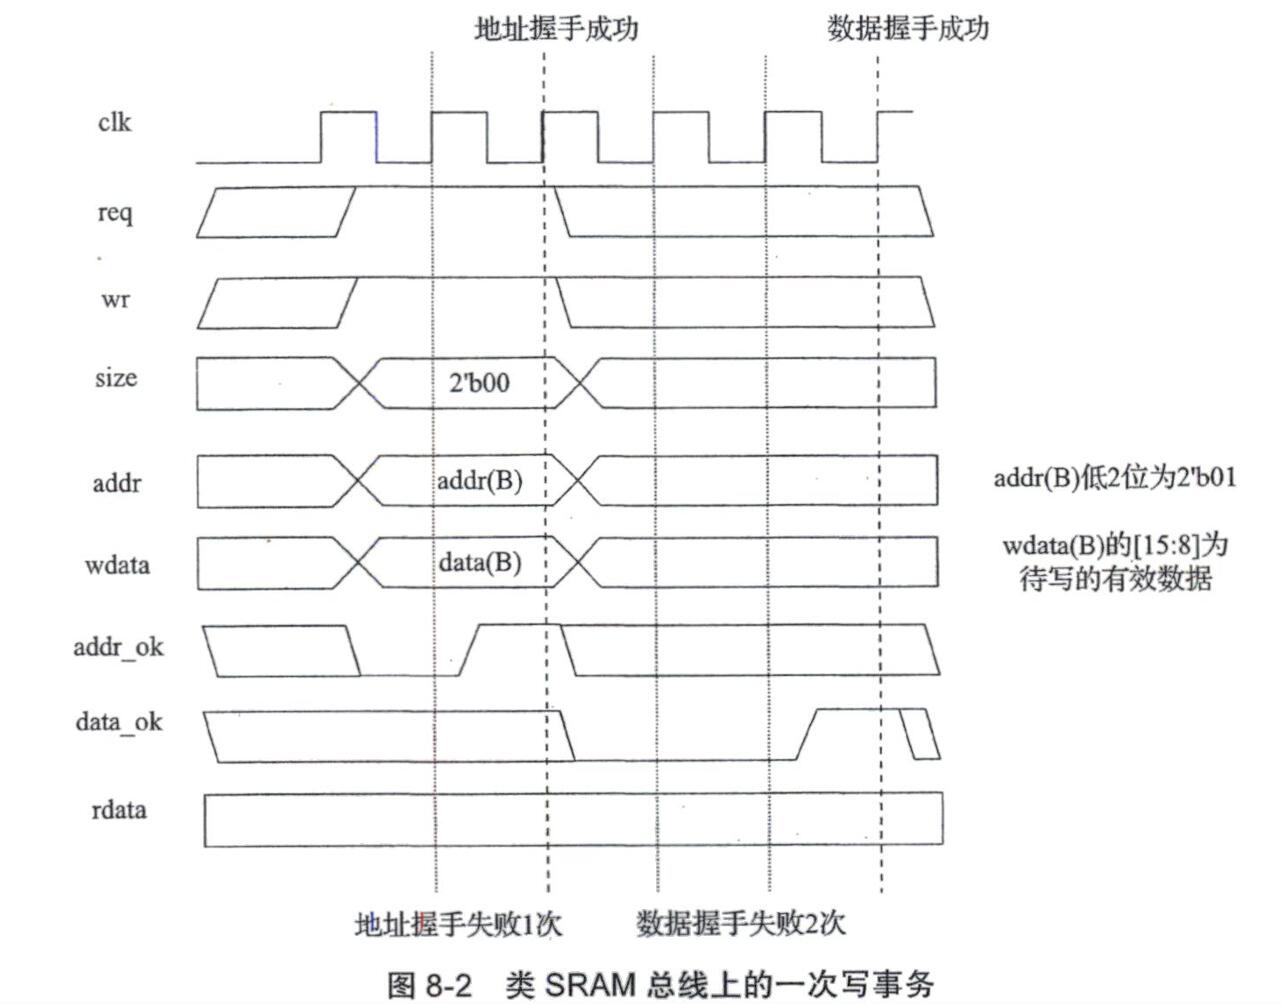 地址握手成功 数据握手成功
clk
req
wr
size 2'b00
addr addr(B) addr(B)低2位为2'b01
wdata data(B) wdata(B)的[15:8]为
待写的有效数据
addr_ok
data_ok
rdata
地址握手失败1次 数据握手失败2次
图 8-2 类 SRAM 总线上的一次写事务